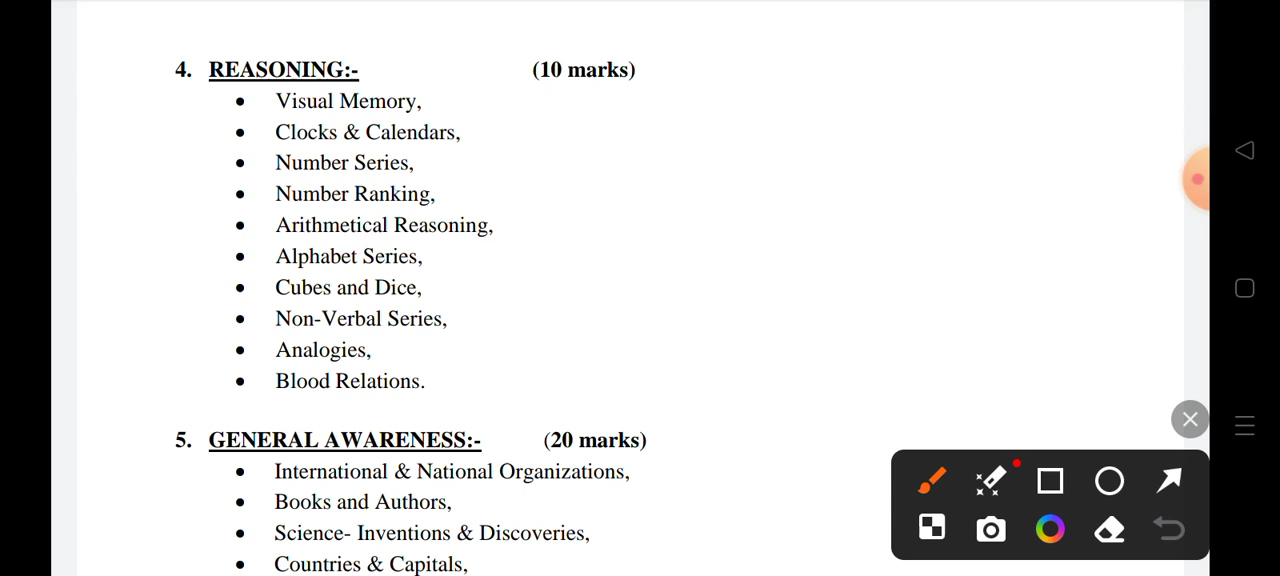 4. REASONING:- (10 marks)
• Visual Memory,
• Clocks & Calendars,
• Number Series,
• Number Ranking,
• Arithmetical Reasoning,
• Alphabet Series,
• Cubes and Dice,
• Non-Verbal Series,
• Analogies,
• Blood Relations.
5. GENERAL AWARENESS:- (20 marks)
• International & National Organizations,
• Books and Authors,
• Science- Inventions & Discoveries,
• Countries & Capitals,